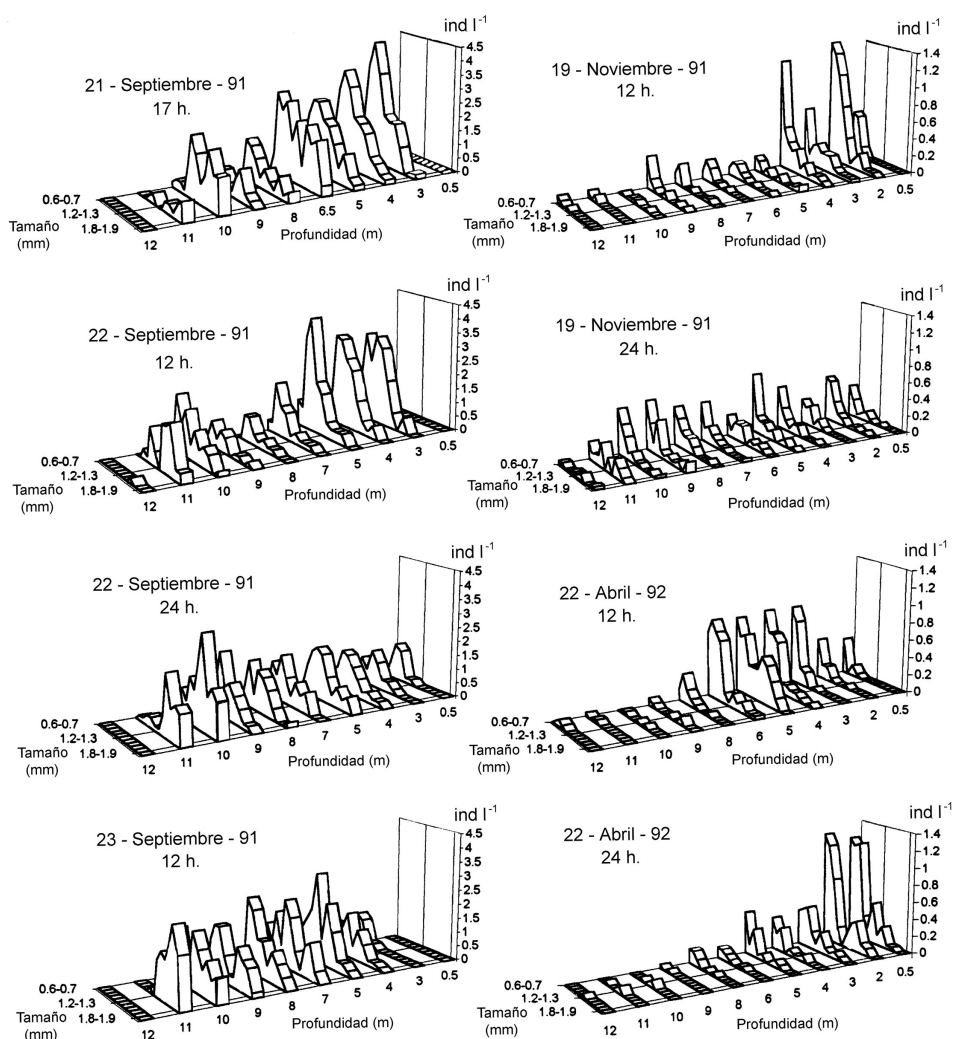 21 - Septiembre - 91
17 h.
ind l-1
4.5
4
3.5
3
2.5
2
1.5
1
0.5
0
0.6-0.7
1.2-1.3
1.8-1.9
Tamaño
(mm)
12 11 10 9 8 6.5 5 4 3 0.5
Profundidad (m)
19 - Noviembre - 91
12 h.
ind l-1
1.4
1.2
1
0.8
0.6
0.4
0.2
0
0.6-0.7
1.2-1.3
1.8-1.9
Tamaño
(mm)
12 11 10 9 8 7 6 5 4 3 2 0.5
Profundidad (m)
22 - Septiembre - 91
12 h.
ind l-1
4.5
4
3.5
3
2.5
2
1.5
1
0.5
0
0.6-0.7
1.2-1.3
1.8-1.9
Tamaño
(mm)
12 11 10 9 8 7 5 4 3 0.5
Profundidad (m)
19 - Noviembre - 91
24 h.
ind l-1
1.4
1.2
1
0.8
0.6
0.4
0.2
0
0.6-0.7
1.2-1.3
1.8-1.9
Tamaño
(mm)
12 11 10 9 8 7 6 5 4 3 2 0.5
Profundidad (m)
22 - Septiembre - 91
24 h.
ind l-1
4.5
4
3.5
3
2.5
2
1.5
1
0.5
0
0.6-0.7
1.2-1.3
1.8-1.9
Tamaño
(mm)
12 11 10 9 8 7 5 4 3 0.5
Profundidad (m)
22 - Abril - 92
12 h.
ind l-1
1.4
1.2
1
0.8
0.6
0.4
0.2
0
0.6-0.7
1.2-1.3
1.8-1.9
Tamaño
(mm)
12 11 10 9 8 7 6 5 4 3 2 0.5
Profundidad (m)
23 - Septiembre - 91
12 h.
ind l-1
4.5
4
3.5
3
2.5
2
1.5
1
0.5
0
0.6-0.7
1.2-1.3
1.8-1.9
Tamaño
(mm)
12 11 10 9 8 7 5 4 3 0.5
Profundidad (m)
22 - Abril - 92
24 h.
ind l-1
1.4
1.2
1
0.8
0.6
0.4
0.2
0
0.6-0.7
1.2-1.3
1.8-1.9
Tamaño
(mm)
12 11 10 9 8 7 6 5 4 3 2 0.5
Profundidad (m)